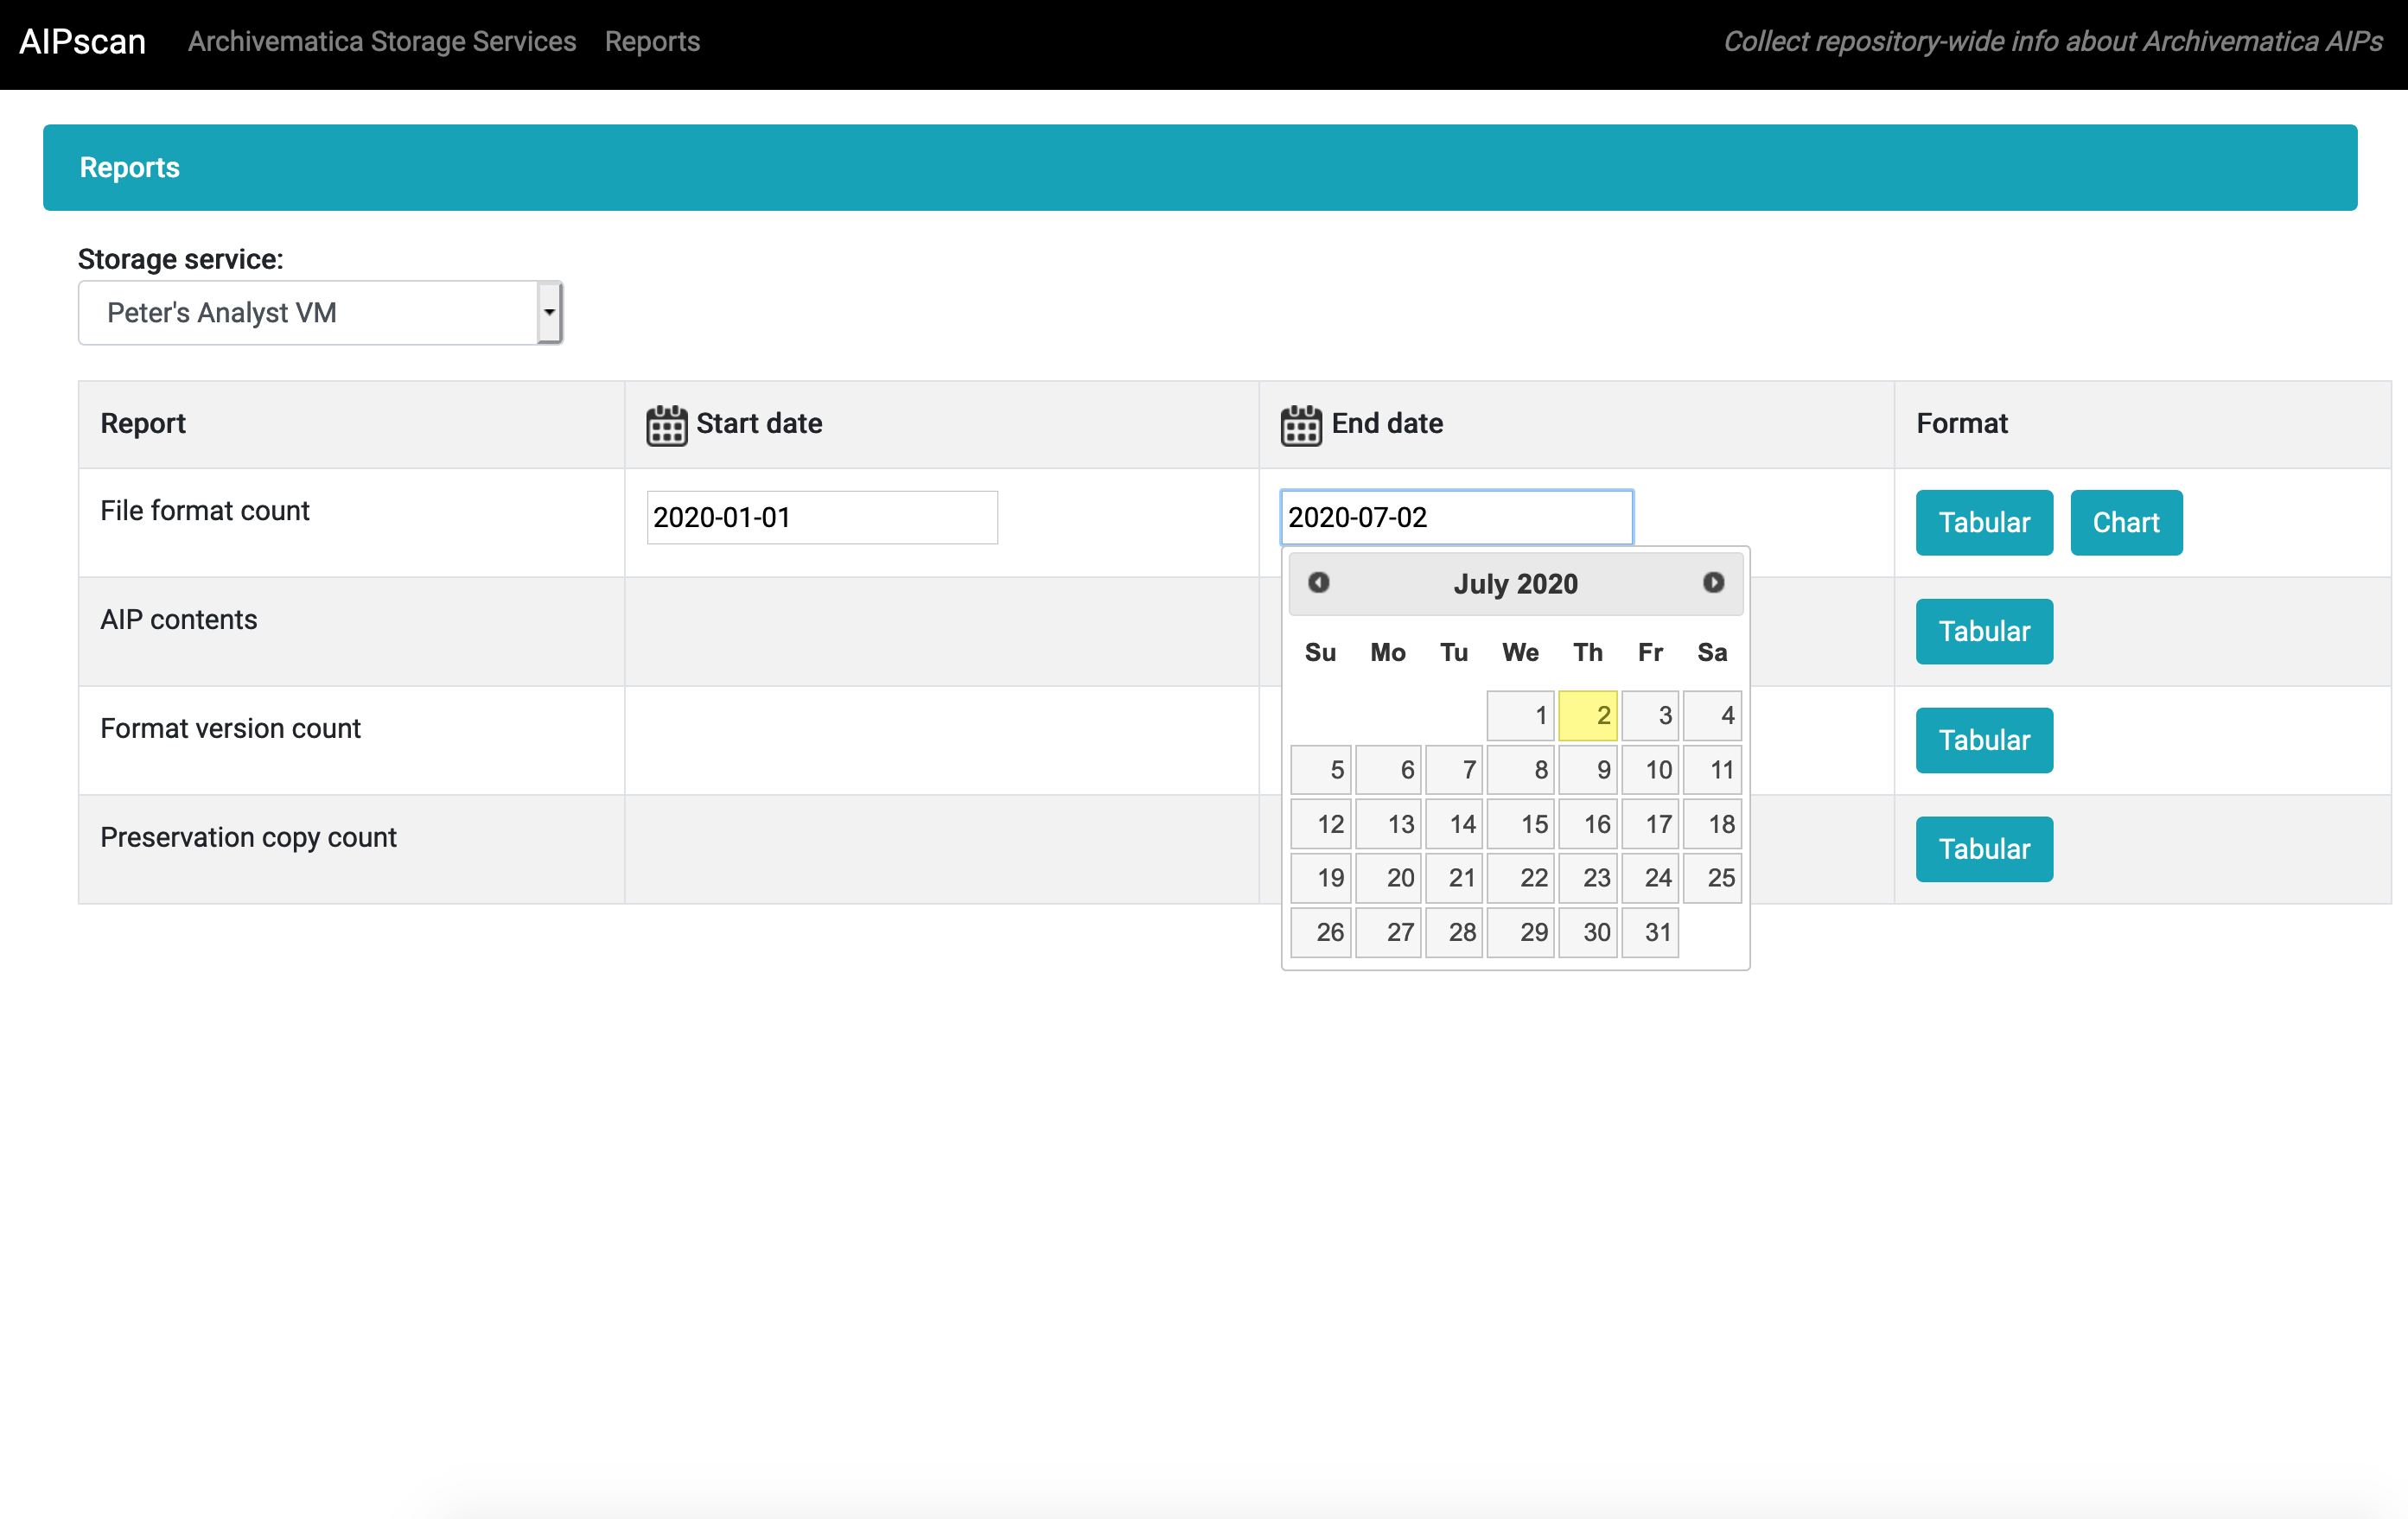 AIPscan Archivematica Storage Services Reports Collect repository-wide info about Archivematica AIPs
Reports
Storage service:
Peter's Analyst VM
Report Start date End date Format
File format count 2020-01-01 2020-07-02 Tabular Chart
July 2020
Su Mo Tu We Th Fr Sa
AIP contents Tabular
1 2 3 4
Format version count Tabular
5 6 7 8 9 10 11
12 13 14 15 16 17 18
Preservation copy count Tabular
19 20 21 22 23 24 25
26 27 28 29 30 31